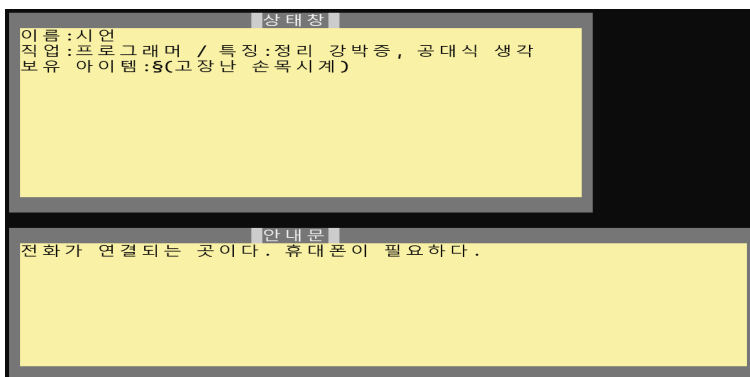 상태창
이름:시언
직업:프로그래머 / 특징:정리 강박증, 공대식 생각
보유 아이템:§(고장난 손목시계)
안내문
전화가 연결되는 곳이다. 휴대폰이 필요하다.